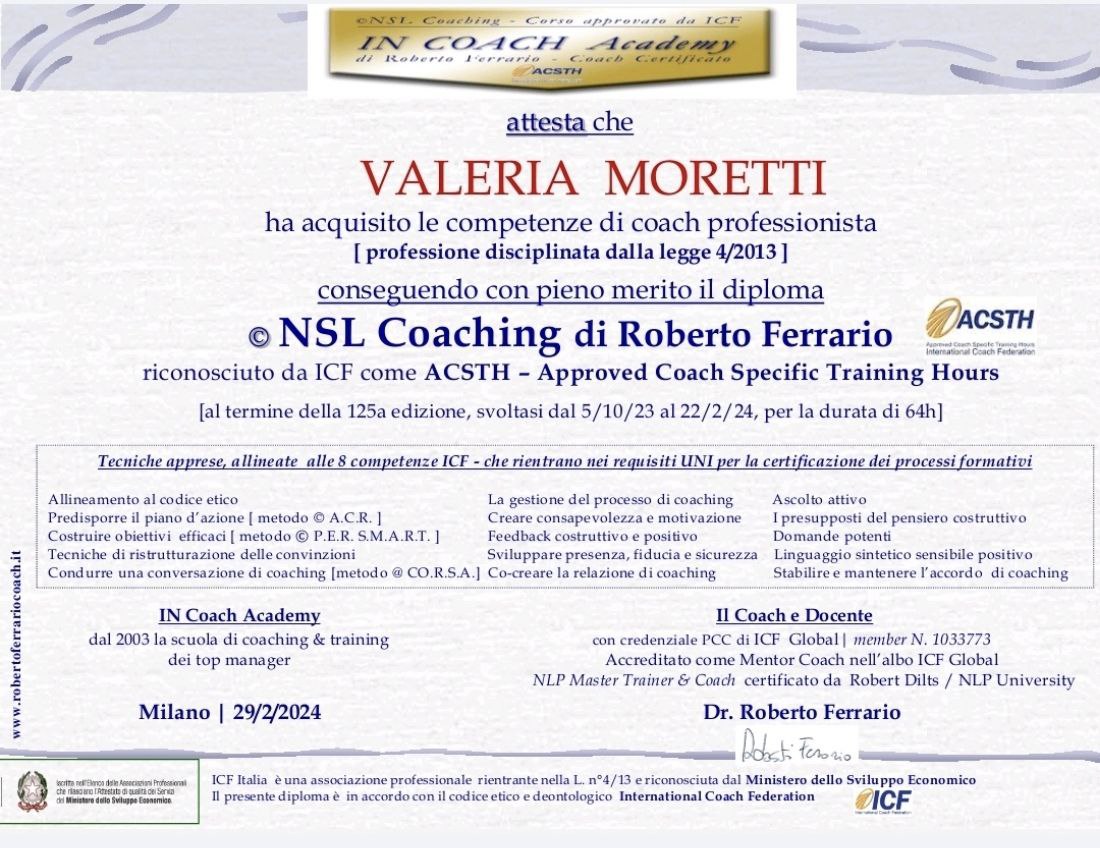 ©NSL Coaching - Corso approvato da ICF
IN COACH Academy
di Roberto Ferrario - Coach Certificato
ACSTH
attesta che
VALERIA MORETTI
ha acquisito le competenze di coach professionista
[ professione disciplinata dalla legge 4/2013 ]
conseguendo con pieno merito il diploma
© NSL Coaching di Roberto Ferrario
ACSTH
Approved Coach Specific Training Hours
International Coach Federation
riconosciuto da ICF come ACSTH – Approved Coach Specific Training Hours
[al termine della 125a edizione, svoltasi dal 5/10/23 al 22/2/24, per la durata di 64h]
Tecniche apprese, allineate alle 8 competenze ICF - che rientrano nei requisiti UNI per la certificazione dei processi formativi
Allineamento al codice etico
Predisporre il piano d’azione [ metodo © A.C.R. ]
Costruire obiettivi efficaci [ metodo © P.E.R. S.M.A.R.T. ]
Tecniche di ristrutturazione delle convinzioni
Condurre una conversazione di coaching [metodo @ CO.R.S.A.]
La gestione del processo di coaching
Creare consapevolezza e motivazione
Feedback costruttivo e positivo
Sviluppare presenza, fiducia e sicurezza
Co-creare la relazione di coaching
Ascolto attivo
I presupposti del pensiero costruttivo
Domande potenti
Linguaggio sintetico sensibile positivo
Stabilire e mantenere l’accordo di coaching
www.robertoferrariocoach.it
IN Coach Academy
dal 2003 la scuola di coaching & training
dei top manager
Milano | 29/2/2024
Il Coach e Docente
con credenziale PCC di ICF Global | member N. 1033773
Accreditato come Mentor Coach nell’albo ICF Global
NLP Master Trainer & Coach certificato da Robert Dilts / NLP University
Dr. Roberto Ferrario
Roberto Ferrario
Iscritta nell'Elenco delle Associazioni Professionali
che rilasciano l'Attestato di qualità dei Servizi
del Ministero dello Sviluppo Economico.
ICF Italia è una associazione professionale rientrante nella L. n°4/13 e riconosciuta dal Ministero dello Sviluppo Economico
Il presente diploma è in accordo con il codice etico e deontologico International Coach Federation
ICF
International Coach Federation